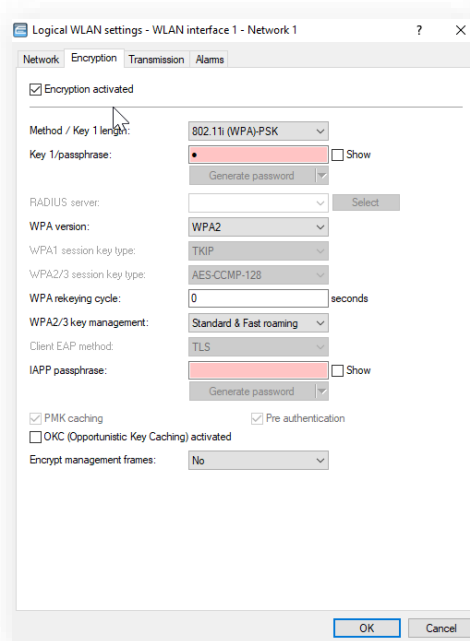 Logical WLAN settings - WLAN interface 1 - Network 1 ? ×
Network Encryption Transmission Alarms
Encryption activated
Method / Key 1 length: 802.11i (WPA)-PSK
Key 1/passphrase: • Show
Generate password
RADIUS server: Select
WPA version: WPA2
WPA1 session key type: TKIP
WPA2/3 session key type: AES-CCMP-128
WPA rekeying cycle: 0 seconds
WPA2/3 key management: Standard & Fast roaming
Client EAP method: TLS
IAPP passphrase: Show
Generate password
PMK caching Pre authentication
OKC (Opportunistic Key Caching) activated
Encrypt management frames: No
OK Cancel